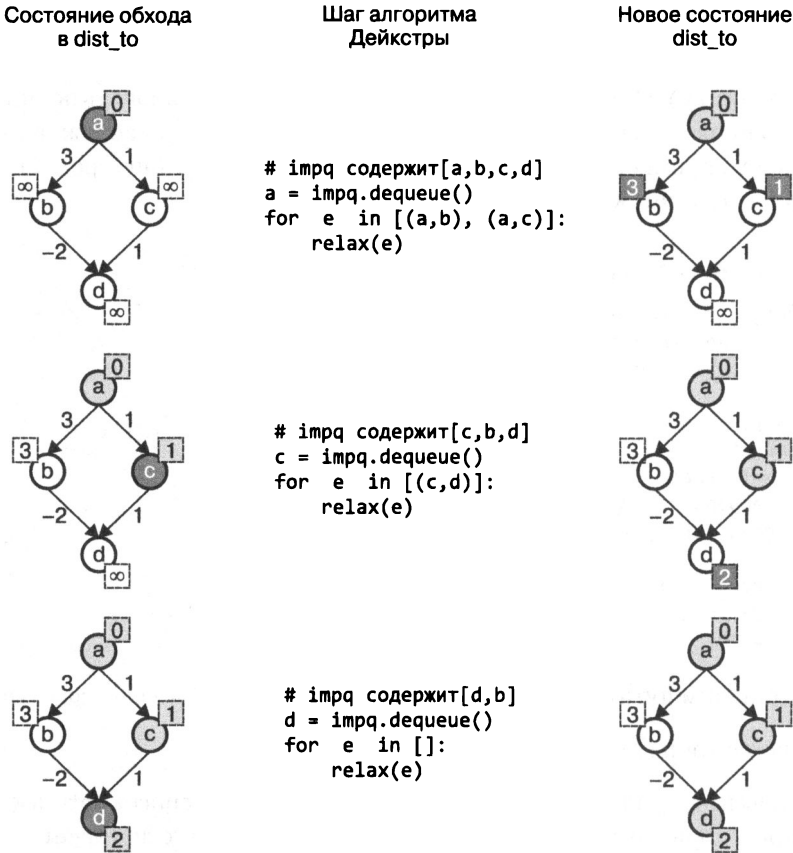 Состояние обхода
в dist_to
Шаг алгоритма
Дейкстры
Новое состояние
dist_to
a 0
3 1
∞ b c ∞
−2 1
d ∞
# impq содержит[a,b,c,d]
a = impq.dequeue()
for e in [(a,b), (a,c)]:
relax(e)
a 0
3 1
3 b c 1
−2 1
d ∞
a 0
3 1
3 b c 1
−2 1
d ∞
# impq содержит[c,b,d]
c = impq.dequeue()
for e in [(c,d)]:
relax(e)
a 0
3 1
3 b c 1
−2 1
d 2
a 0
3 1
3 b c 1
−2 1
d 2
# impq содержит[d,b]
d = impq.dequeue()
for e in []:
relax(e)
a 0
3 1
3 b c 1
−2 1
d 2